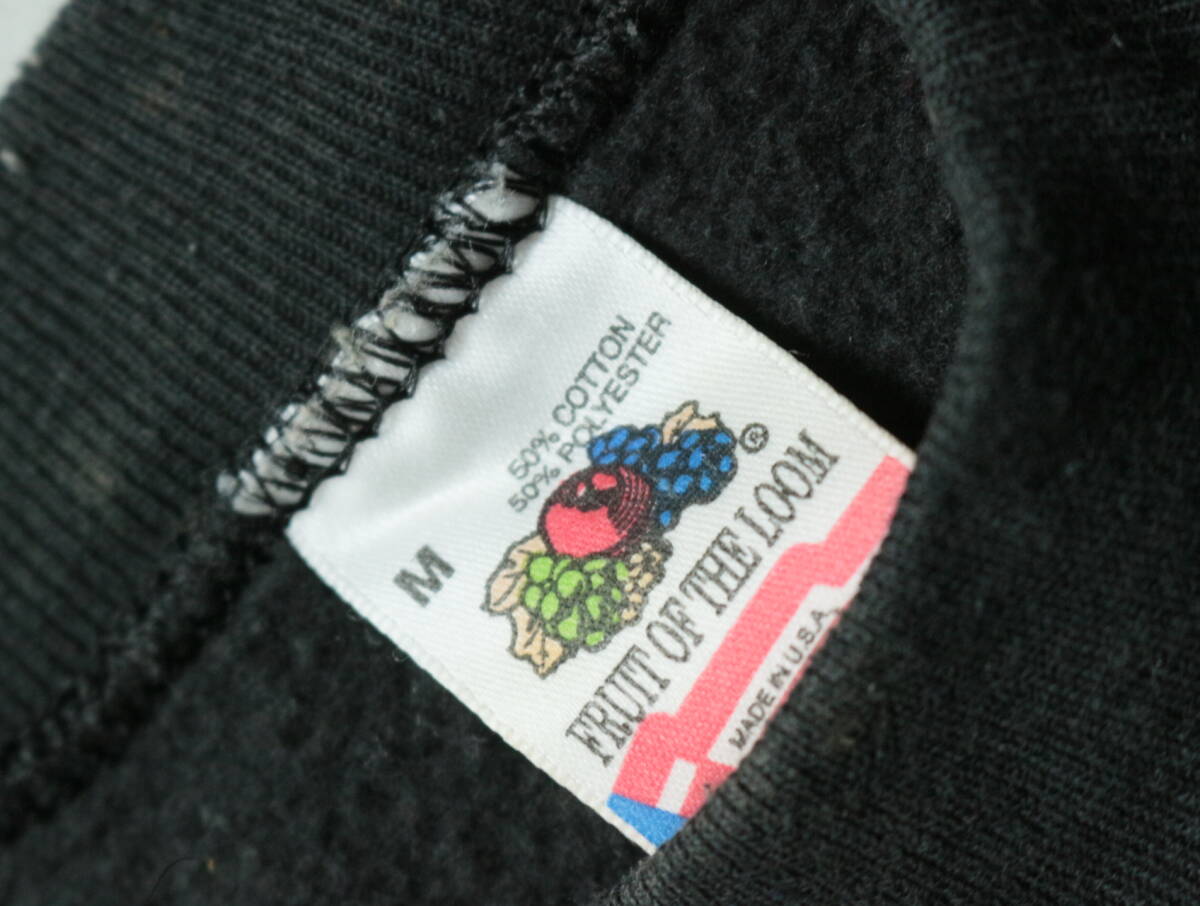 M
50% COTTON
50% POLYESTER
®
FRUIT OF THE LOOM
MADE IN U.S.A.